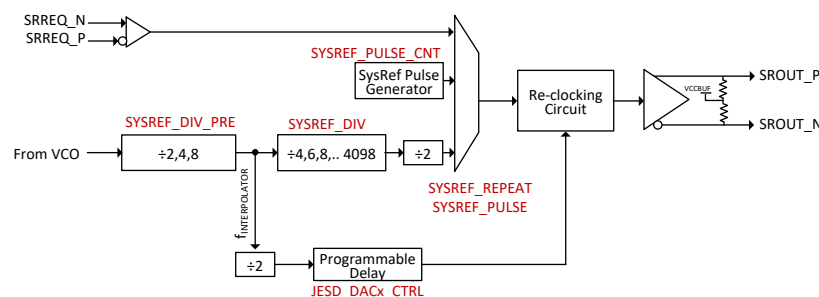 SRREQ_N
SRREQ_P
SYSREF_PULSE_CNT
SysRef Pulse
Generator
SYSREF_DIV_PRE
SYSREF_DIV
From VCO
÷2,4,8
÷4,6,8,.. 4098
÷2
Re-clocking
Circuit
VCCBUF
SROUT_P
SROUT_N
SYSREF_REPEAT
SYSREF_PULSE
fINTERPOLATOR
÷2
Programmable
Delay
JESD_DACx_CTRL